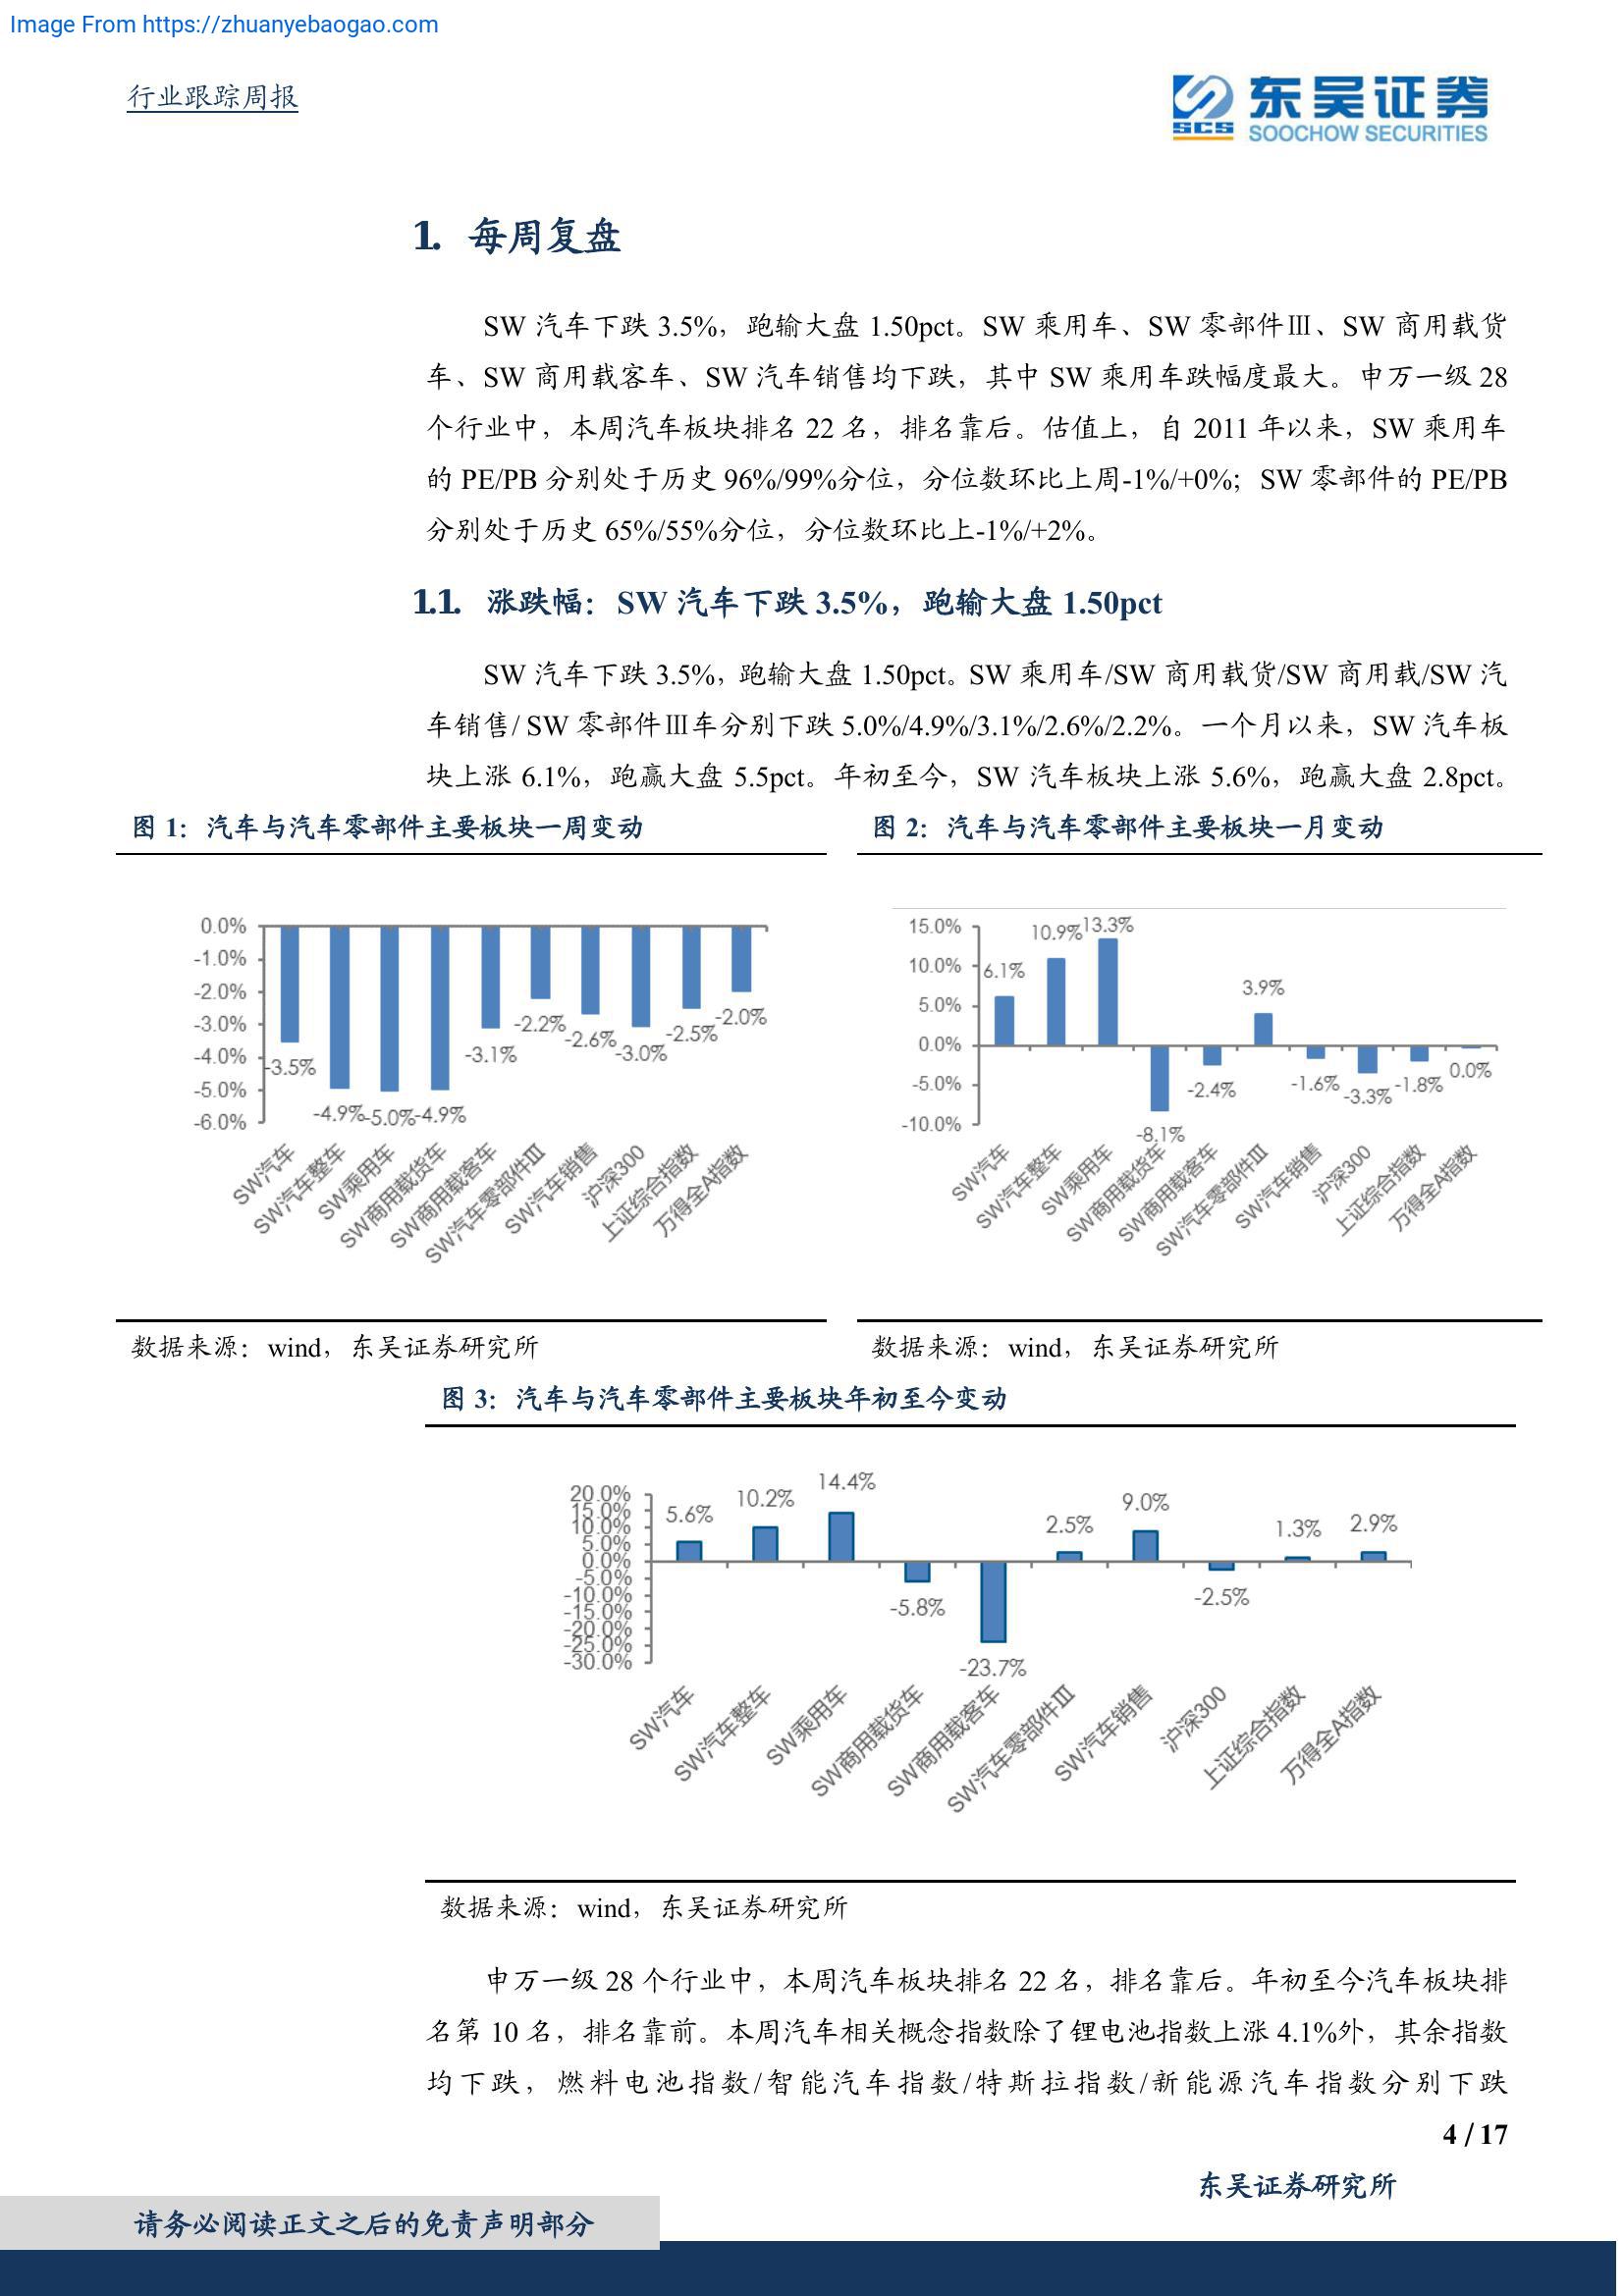 Image From https://zhuanyebaogao.com
行业跟踪周报
SCS
东吴证券
SOOCHOW SECURITIES
1. 每周复盘
SW 汽车下跌 3.5%，跑输大盘 1.50pct。SW 乘用车、SW 零部件Ⅲ、SW 商用载货
车、SW 商用载客车、SW 汽车销售均下跌，其中 SW 乘用车跌幅度最大。申万一级 28
个行业中，本周汽车板块排名 22 名，排名靠后。估值上，自 2011 年以来，SW 乘用车
的 PE/PB 分别处于历史 96%/99%分位，分位数环比上周-1%/+0%；SW 零部件的 PE/PB
分别处于历史 65%/55%分位，分位数环比上-1%/+2%。
1.1. 涨跌幅：SW 汽车下跌 3.5%，跑输大盘 1.50pct
SW 汽车下跌 3.5%，跑输大盘 1.50pct。SW 乘用车/SW 商用载货/SW 商用载/SW 汽
车销售/ SW 零部件Ⅲ车分别下跌 5.0%/4.9%/3.1%/2.6%/2.2%。一个月以来，SW 汽车板
块上涨 6.1%，跑赢大盘 5.5pct。年初至今，SW 汽车板块上涨 5.6%，跑赢大盘 2.8pct。
图 1：汽车与汽车零部件主要板块一周变动
0.0%
-1.0%
-2.0%
-3.0%
-4.0%
-5.0%
-6.0%
-3.5%
-4.9%
-5.0%
-4.9%
-3.1%
-2.2%
-2.6%
-3.0%
-2.5%
-2.0%
SW汽车
SW汽车整车
SW乘用车
SW商用载货车
SW商用载客车
SW汽车零部件III
SW汽车销售
沪深300
上证综合指数
万得全A指数
数据来源：wind，东吴证券研究所
图 2：汽车与汽车零部件主要板块一月变动
15.0%
10.0%
5.0%
0.0%
-5.0%
-10.0%
6.1%
10.9%
13.3%
-8.1%
-2.4%
3.9%
-1.6%
-3.3%
-1.8%
0.0%
SW汽车
SW汽车整车
SW乘用车
SW商用载货车
SW商用载客车
SW汽车零部件III
SW汽车销售
沪深300
上证综合指数
万得全A指数
数据来源：wind，东吴证券研究所
图 3：汽车与汽车零部件主要板块年初至今变动
20.0%
15.0%
10.0%
5.0%
0.0%
-5.0%
-10.0%
-15.0%
-20.0%
-25.0%
-30.0%
5.6%
10.2%
14.4%
-5.8%
-23.7%
2.5%
9.0%
-2.5%
1.3%
2.9%
SW汽车
SW汽车整车
SW乘用车
SW商用载货车
SW商用载客车
SW汽车零部件III
SW汽车销售
沪深300
上证综合指数
万得全A指数
数据来源：wind，东吴证券研究所
申万一级 28 个行业中，本周汽车板块排名 22 名，排名靠后。年初至今汽车板块排
名第 10 名，排名靠前。本周汽车相关概念指数除了锂电池指数上涨 4.1%外，其余指数
均下跌，燃料电池指数/智能汽车指数/特斯拉指数/新能源汽车指数分别下跌
4 / 17
东吴证券研究所
请务必阅读正文之后的免责声明部分